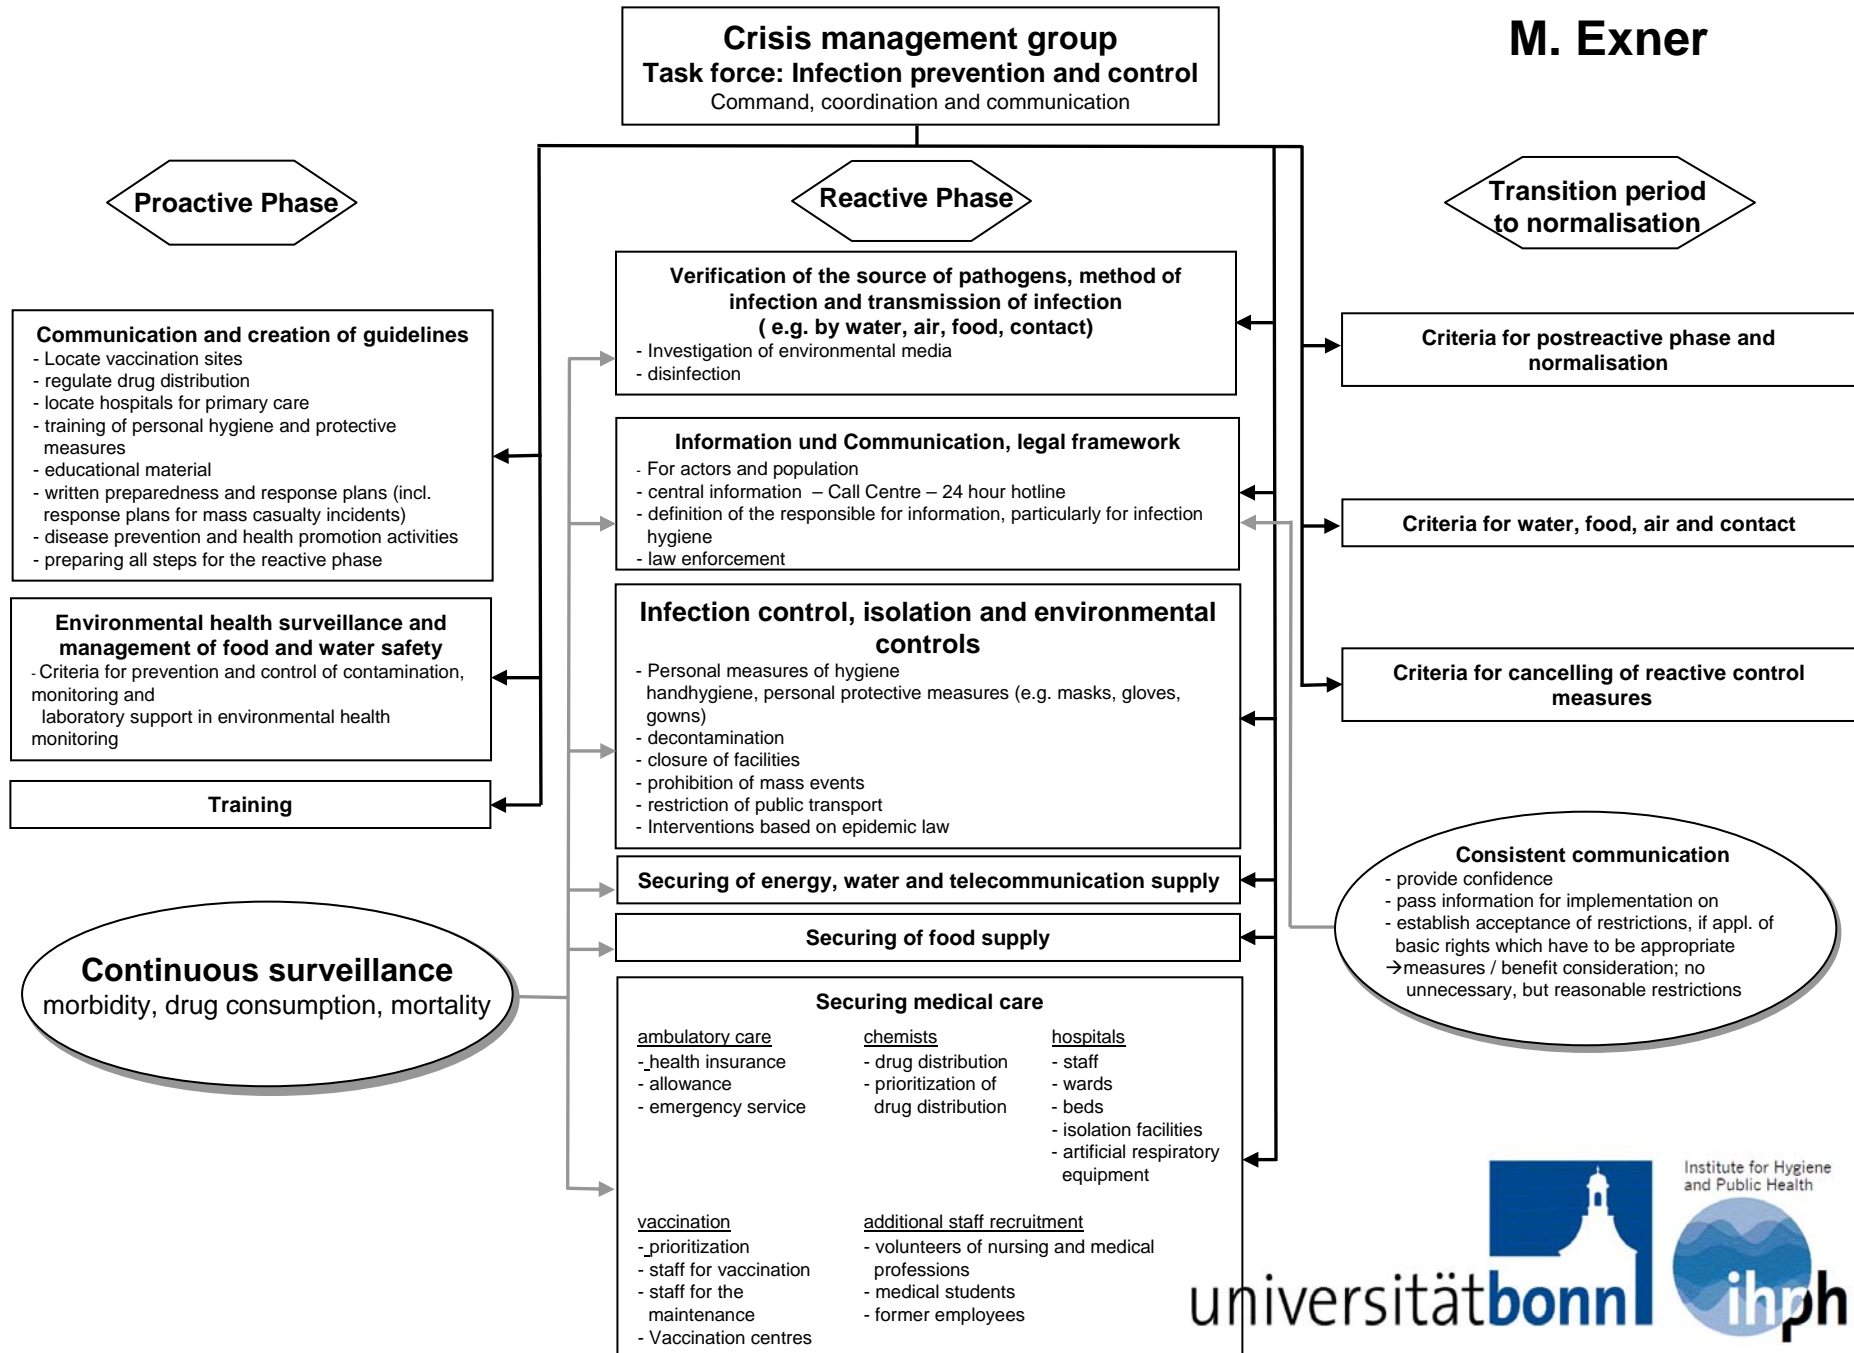 Crisis management group
Task force: Infection prevention and control
Command, coordination and communication
M. Exner
Proactive Phase
Reactive Phase
Transition period
to normalisation
Communication and creation of guidelines
- Locate vaccination sites
- regulate drug distribution
- locate hospitals for primary care
- training of personal hygiene and protective
measures
- educational material
- written preparedness and response plans (incl.
response plans for mass casualty incidents)
- disease prevention and health promotion activities
- preparing all steps for the reactive phase
Environmental health surveillance and
management of food and water safety
- Criteria for prevention and control of contamination,
monitoring and
laboratory support in environmental health
monitoring
Training
Continuous surveillance
morbidity, drug consumption, mortality
Verification of the source of pathogens, method of
infection and transmission of infection
( e.g. by water, air, food, contact)
- Investigation of environmental media
- disinfection
Information und Communication, legal framework
- For actors and population
- central information – Call Centre – 24 hour hotline
- definition of the responsible for information, particularly for infection
hygiene
- law enforcement
Infection control, isolation and environmental
controls
- Personal measures of hygiene
handhygiene, personal protective measures (e.g. masks, gloves,
gowns)
- decontamination
- closure of facilities
- prohibition of mass events
- restriction of public transport
- Interventions based on epidemic law
Securing of energy, water and telecommunication supply
Securing of food supply
Securing medical care
ambulatory care
- health insurance
- allowance
- emergency service
chemists
- drug distribution
- prioritization of
drug distribution
hospitals
- staff
- wards
- beds
- isolation facilities
- artificial respiratory
equipment
vaccination
- prioritization
- staff for vaccination
- staff for the
maintenance
- Vaccination centres
additional staff recruitment
- volunteers of nursing and medical
professions
- medical students
- former employees
Criteria for postreactive phase and
normalisation
Criteria for water, food, air and contact
Criteria for cancelling of reactive control
measures
Consistent communication
- provide confidence
- pass information for implementation on
- establish acceptance of restrictions, if appl. of
basic rights which have to be appropriate
→measures / benefit consideration; no
unnecessary, but reasonable restrictions
universitätbonn
Institute for Hygiene
and Public Health
ihph